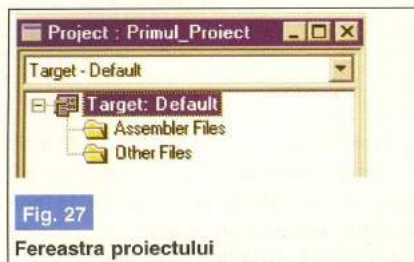 Project : Primul_Proiect
Target - Default
Target: Default
Assembler Files
Other Files
Fig. 27
Fereastra proiectului